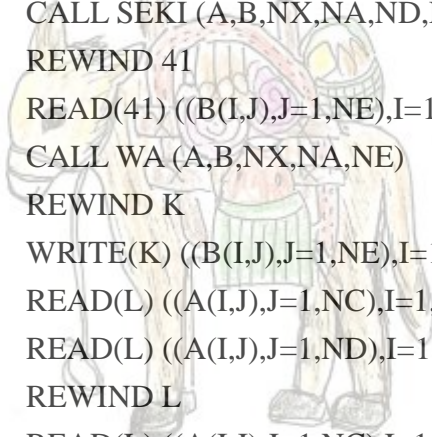 CALL SEKI (A,B,NX,NA,ND,
REWIND 41
READ(41) ((B(I,J),J=1,NE),I=1
CALL WA (A,B,NX,NA,NE)
REWIND K
WRITE(K) ((B(I,J),J=1,NE),I=
READ(L) ((A(I,J),J=1,NC),I=1,
READ(L) ((A(I,J),J=1,ND),I=1
REWIND L